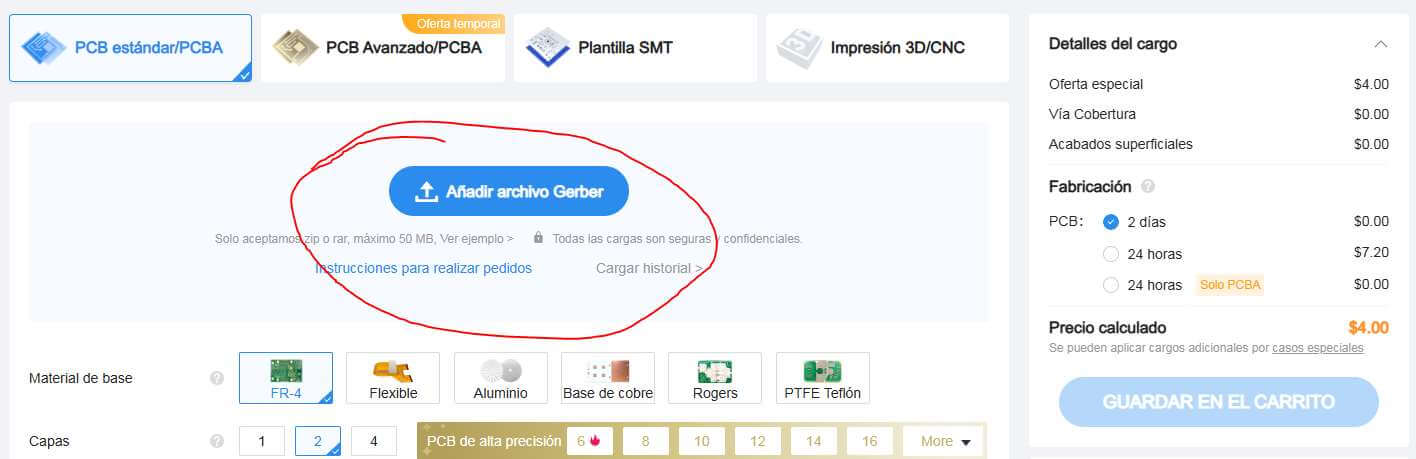 PCB estándar/PCBA
Oferta temporal
PCB Avanzado/PCBA
Plantilla SMT
Impresión 3D/CNC
Añadir archivo Gerber
Solo aceptamos zip o rar, máximo 50 MB, Ver ejemplo > Todas las cargas son seguras y confidenciales.
Instrucciones para realizar pedidos Cargar historial >
Material de base ? FR-4 Flexible Aluminio Base de cobre Rogers PTFE Teflón
Capas ? 1 2 4 PCB de alta precisión 6 8 10 12 14 16 More
Detalles del cargo
Oferta especial $4.00
Vía Cobertura $0.00
Acabados superficiales $0.00
Fabricación ?
PCB: 2 días $0.00
24 horas $7.20
24 horas Solo PCBA $0.00
Precio calculado $4.00
Se pueden aplicar cargos adicionales por casos especiales
GUARDAR EN EL CARRITO